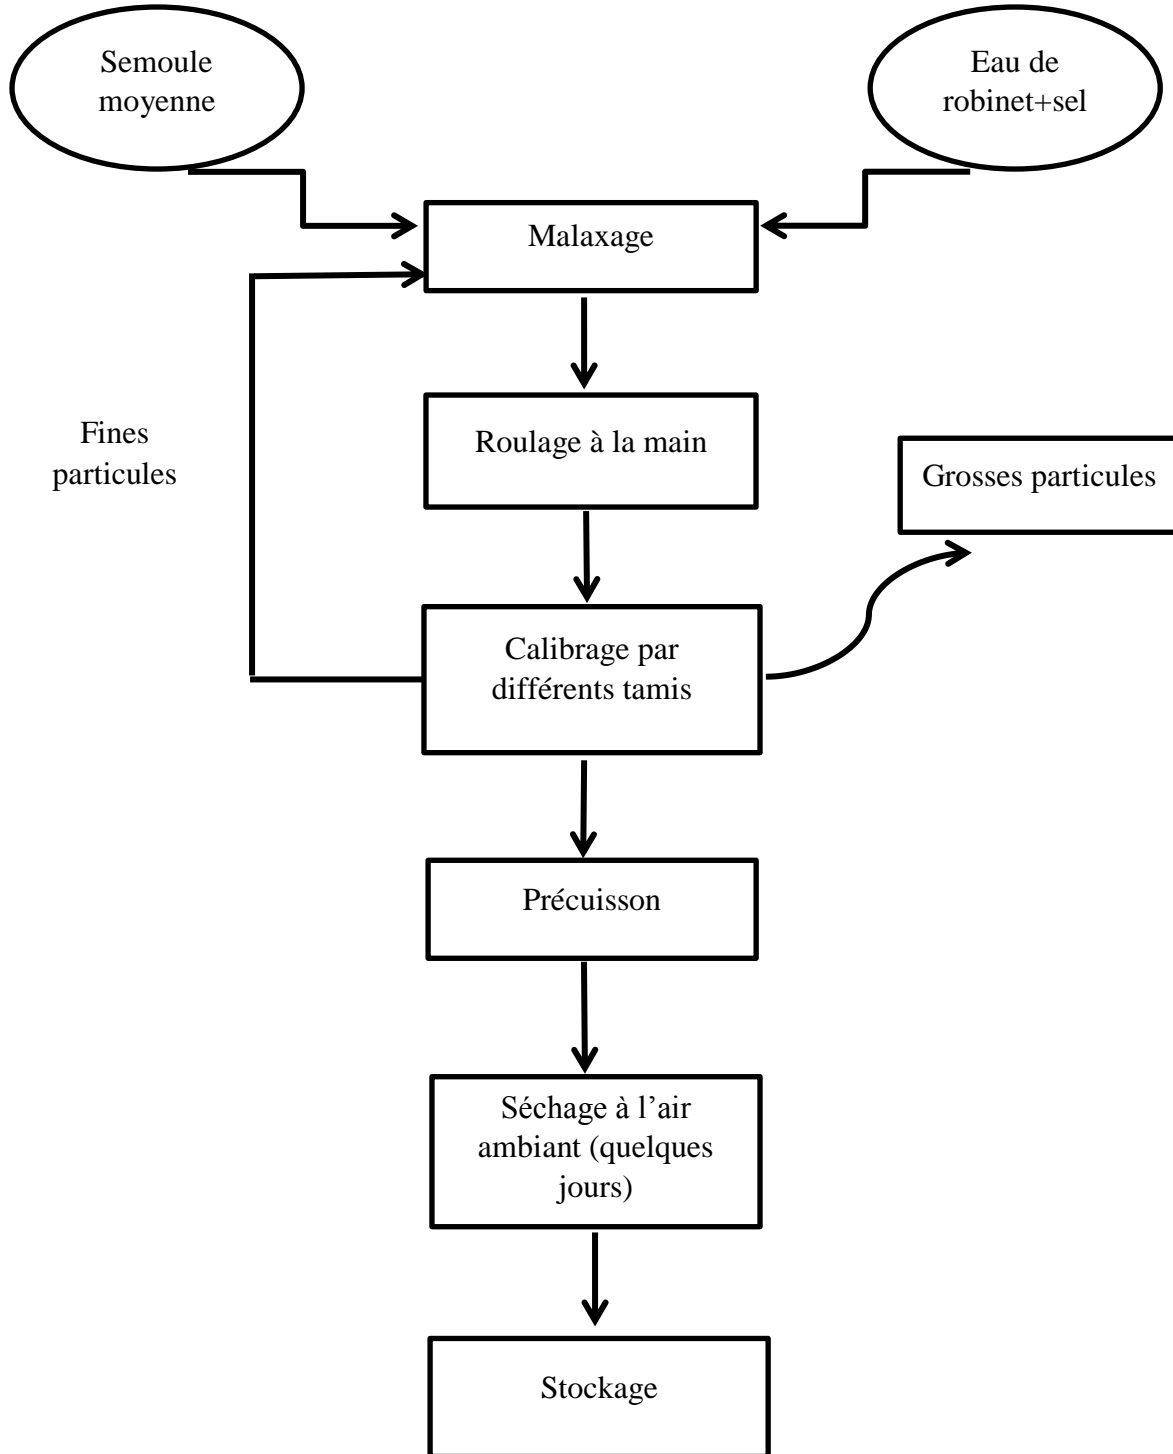 Semoule
moyenne
Eau de
robinet+sel
Malaxage
Roulage à la main
Fines
particules
Grosses particules
Calibrage par
différents tamis
Précuisson
Séchage à l’air
ambiant (quelques
jours)
Stockage